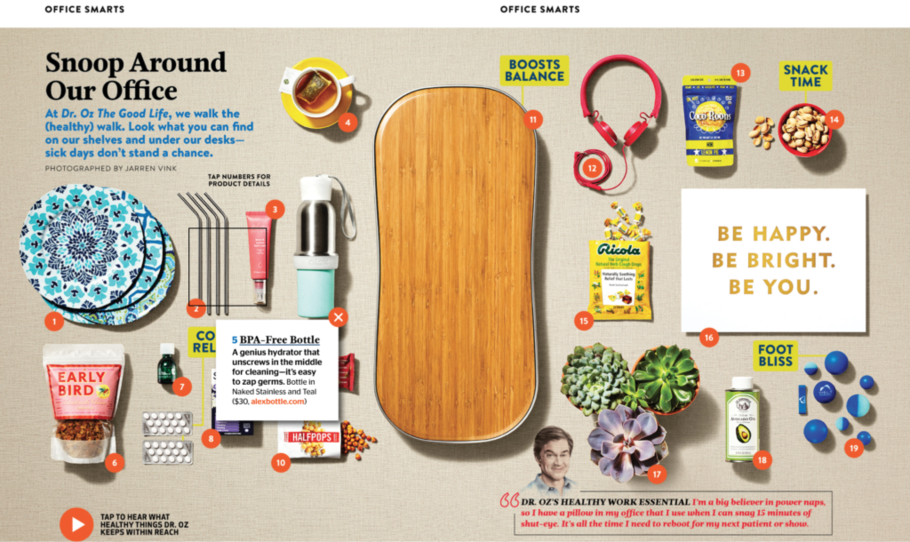 OFFICE SMARTS
OFFICE SMARTS
Snoop Around
Our Office
At Dr. Oz The Good Life, we walk the
(healthy) walk. Look what you can find
on our shelves and under our desks—
sick days don't stand a chance.
PHOTOGRAPHED BY JARREN VINK
TAP NUMBERS FOR
PRODUCT DETAILS
4
3
1
2
BOOSTS
BALANCE
11
12
13
SNACK
TIME
14
COCO-ROONS
BE HAPPY.
BE BRIGHT.
BE YOU.
Ricola
15
16
CO
REL
5 BPA-Free Bottle
A genius hydrator that
unscrews in the middle
for cleaning—it's easy
to zap germs. Bottle in
Naked Stainless and Teal
($30, alexbottle.com)
EARLY
BIRD
6
7
8
HALFPOPS
10
FOOT
BLISS
17
18
19
DR. OZ'S HEALTHY WORK ESSENTIAL I'm a big believer in power naps,
so I have a pillow in my office that I use when I can snag 15 minutes of
shut-eye. It's all the time I need to reboot for my next patient or show.
TAP TO HEAR WHAT
HEALTHY THINGS DR. OZ
KEEPS WITHIN REACH